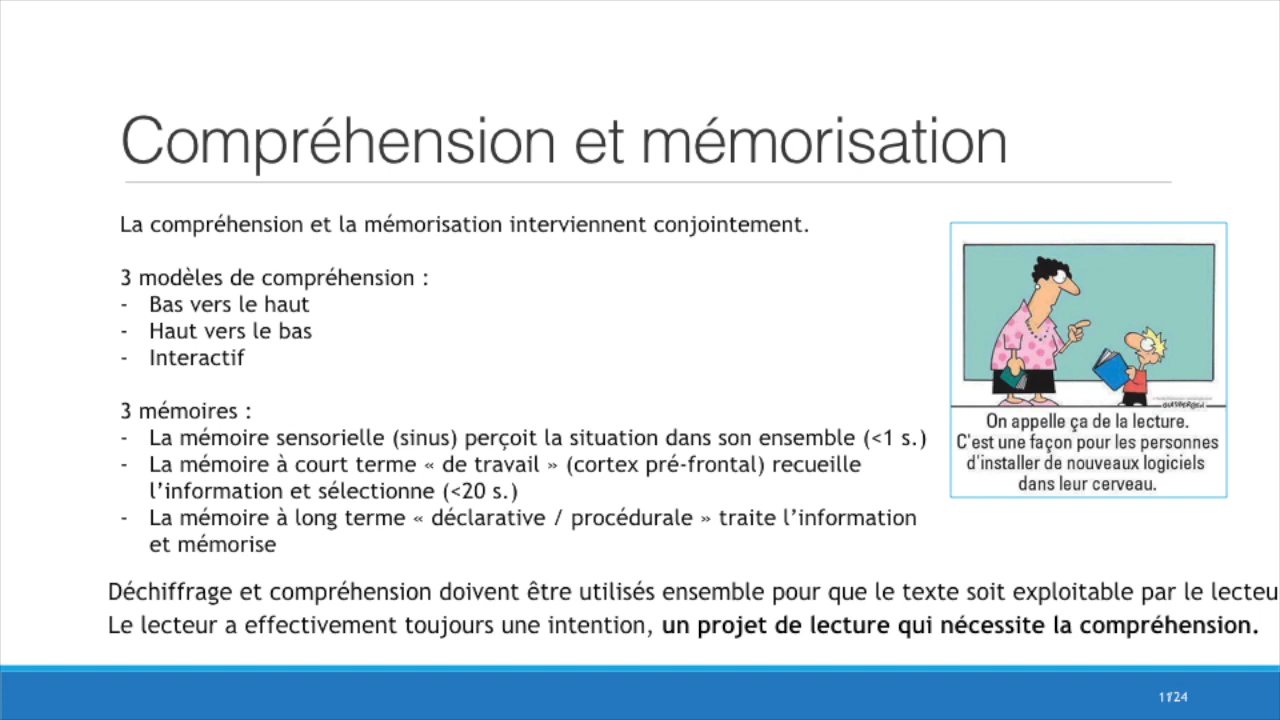 Compréhension et mémorisation
La compréhension et la mémorisation interviennent conjointement.
3 modèles de compréhension :
- Bas vers le haut
- Haut vers le bas
- Interactif
3 mémoires :
- La mémoire sensorielle (sinus) perçoit la situation dans son ensemble (<1 s.)
- La mémoire à court terme « de travail » (cortex pré-frontal) recueille
l’information et sélectionne (<20 s.)
- La mémoire à long terme « déclarative / procédurale » traite l’information
et mémorise
On appelle ça de la lecture.
C'est une façon pour les personnes
d'installer de nouveaux logiciels
dans leur cerveau.
Déchiffrage et compréhension doivent être utilisés ensemble pour que le texte soit exploitable par le lecteu
Le lecteur a effectivement toujours une intention, un projet de lecture qui nécessite la compréhension.